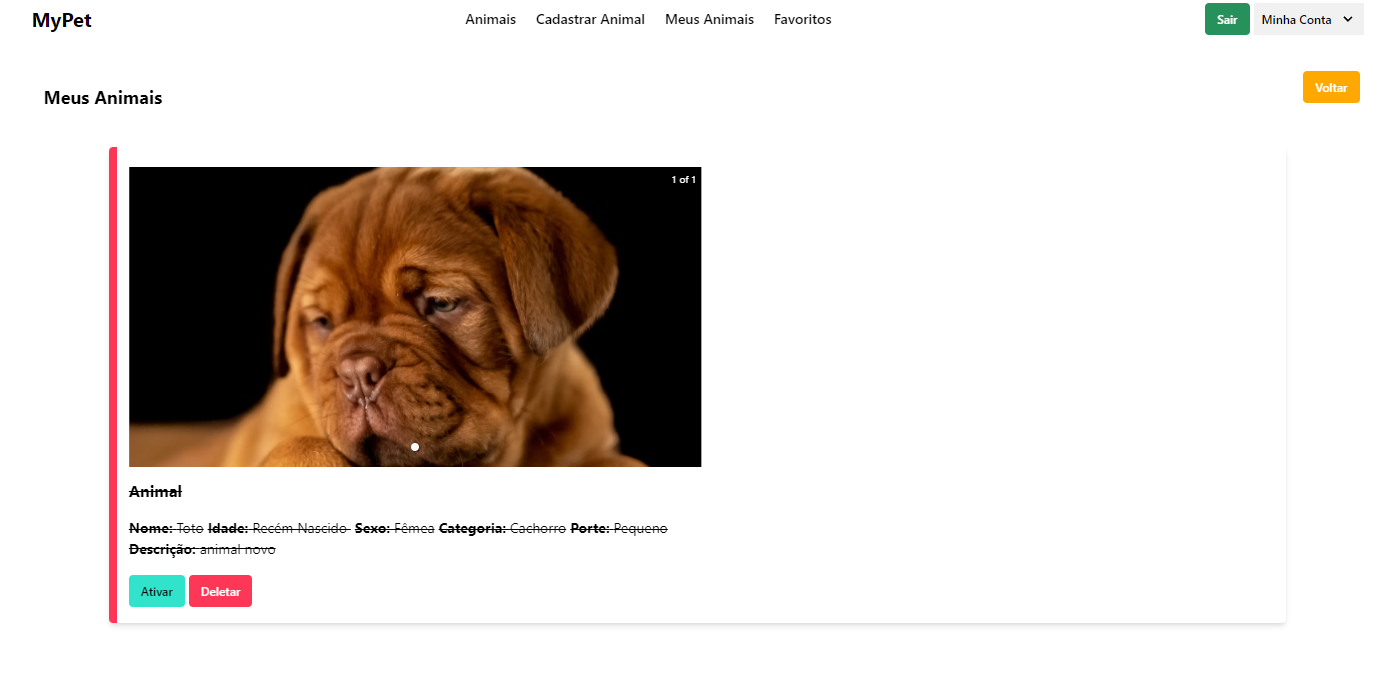 MyPet Animais Cadastrar Animal Meus Animais Favoritos Sair Minha Conta
Voltar
Meus Animais
1 of 1
Animal
Nome: Toto Idade: Recém Nascido Sexo: Fêmea Categoria: Cachorro Porte: Pequeno
Descrição: animal novo
Ativar Deletar